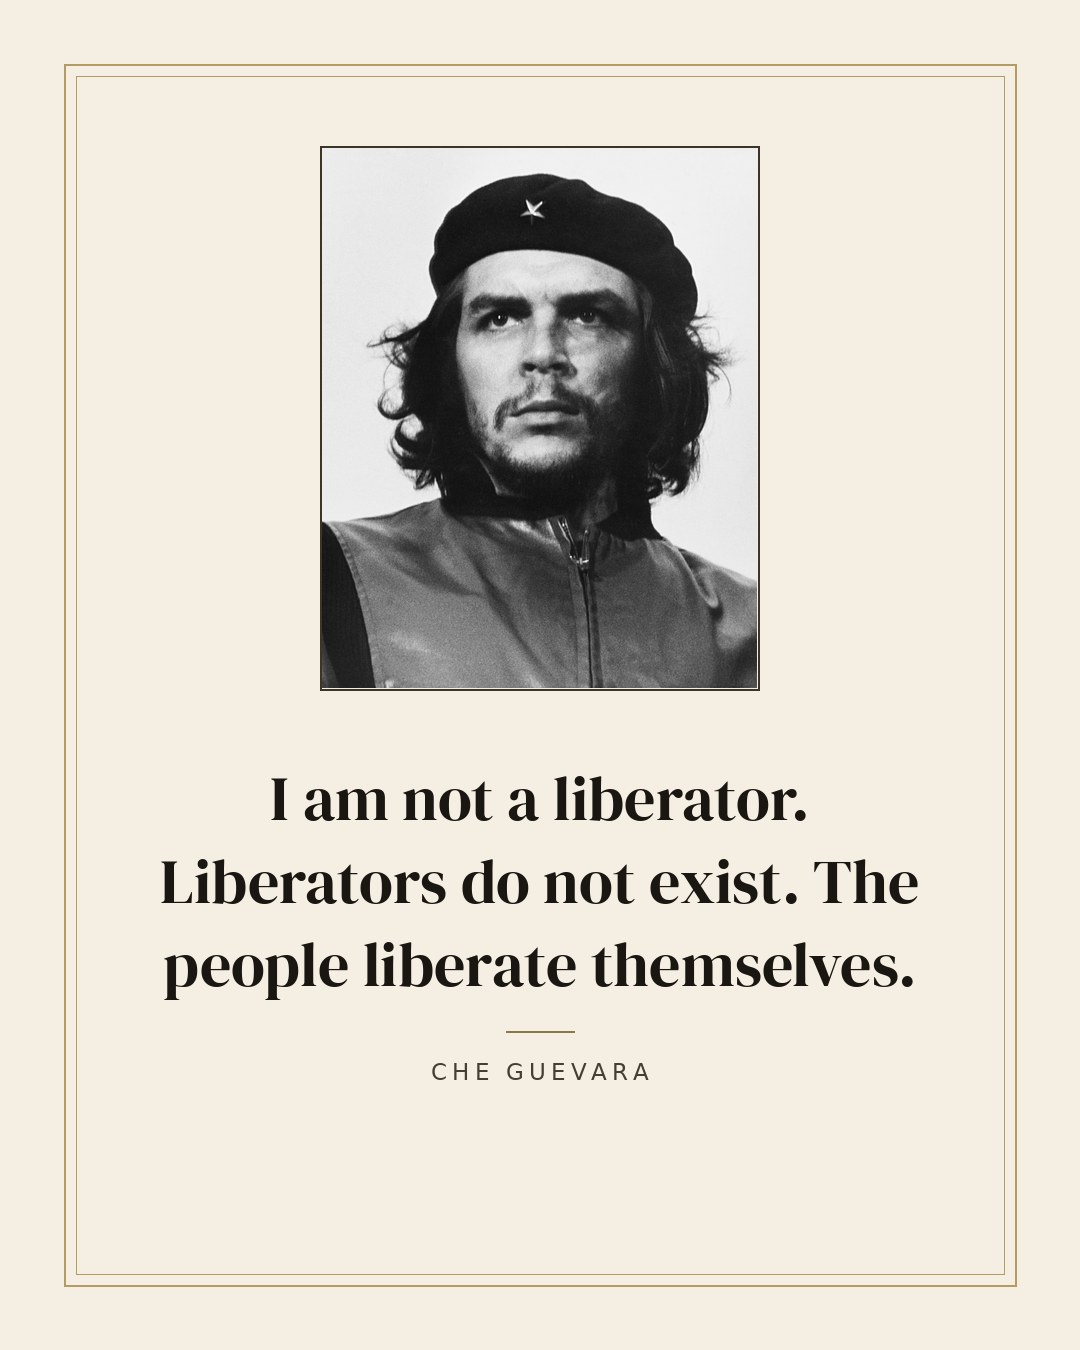 I am not a liberator.
Liberators do not exist. The
people liberate themselves.
CHE GUEVARA